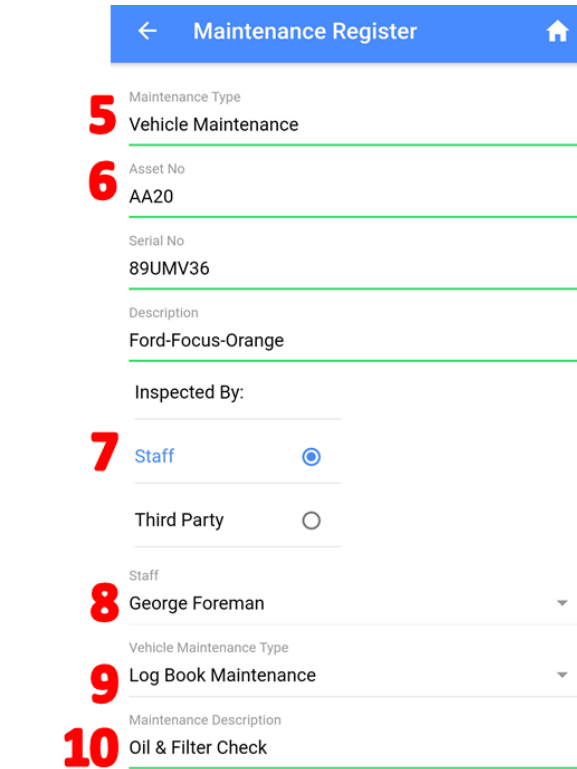 Maintenance Register
5
Maintenance Type
Vehicle Maintenance
6
Asset No
AA20
Serial No
89UMV36
Description
Ford-Focus-Orange
Inspected By:
7
Staff
Third Party
8
Staff
George Foreman
9
Vehicle Maintenance Type
Log Book Maintenance
10
Maintenance Description
Oil & Filter Check